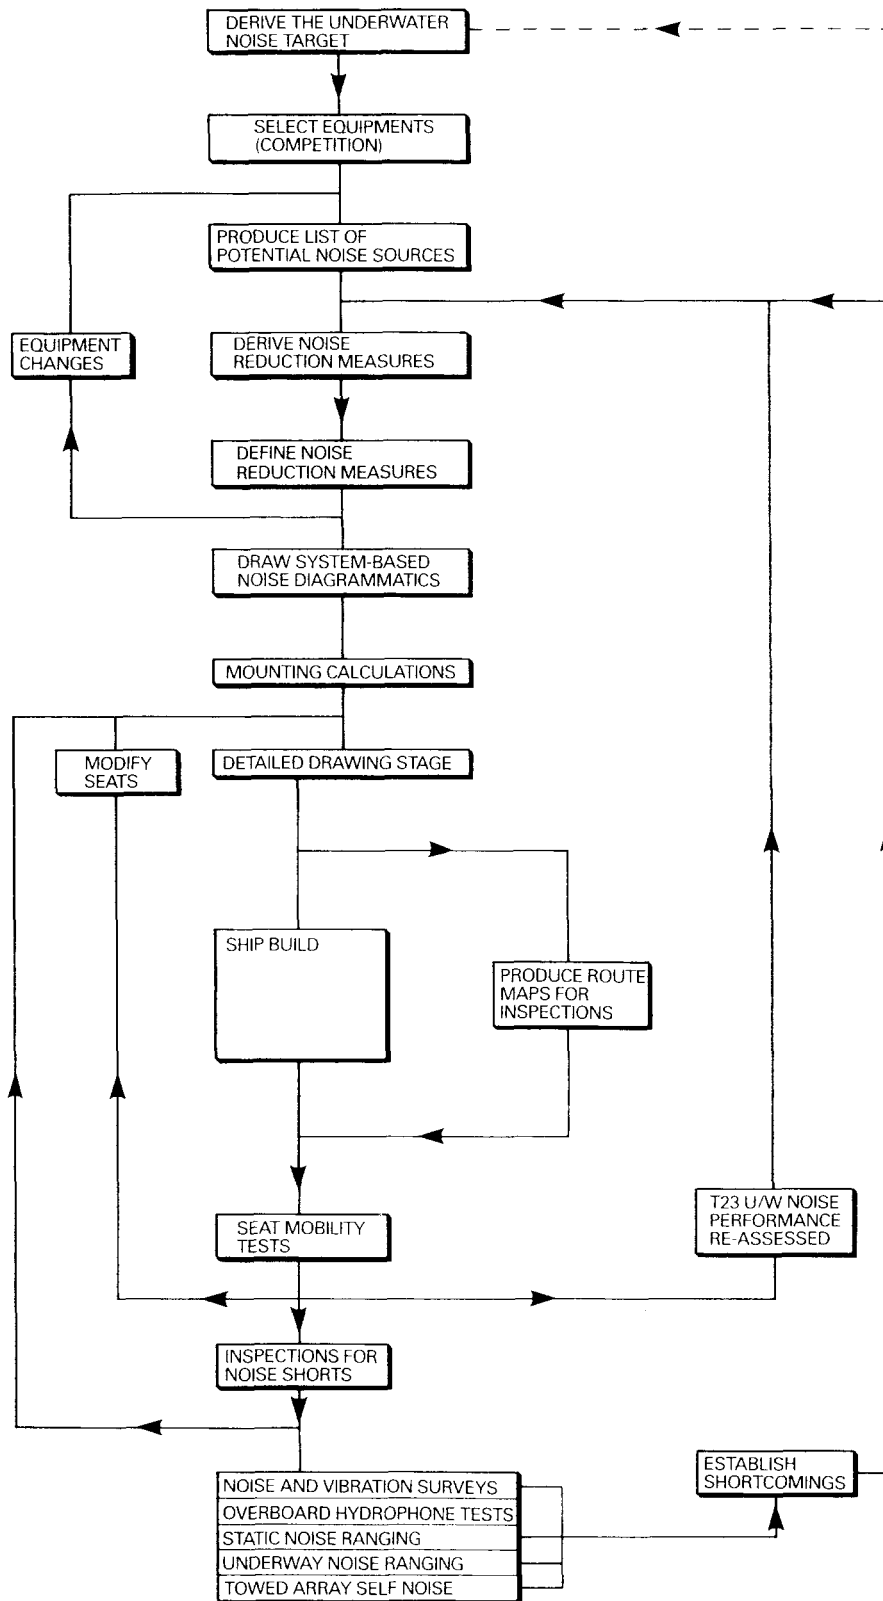 DERIVE THE UNDERWATER
NOISE TARGET
SELECT EQUIPMENTS
(COMPETITION)
PRODUCE LIST OF
POTENTIAL NOISE SOURCES
EQUIPMENT
CHANGES
DERIVE NOISE
REDUCTION MEASURES
DEFINE NOISE
REDUCTION MEASURES
DRAW SYSTEM-BASED
NOISE DIAGRAMMATICS
MOUNTING CALCULATIONS
MODIFY
SEATS
DETAILED DRAWING STAGE
SHIP BUILD
PRODUCE ROUTE
MAPS FOR
INSPECTIONS
SEAT MOBILITY
TESTS
T23 U/W NOISE
PERFORMANCE
RE-ASSESSED
INSPECTIONS FOR
NOISE SHORTS
NOISE AND VIBRATION SURVEYS
OVERBOARD HYDROPHONE TESTS
STATIC NOISE RANGING
UNDERWAY NOISE RANGING
TOWED ARRAY SELF NOISE
ESTABLISH
SHORTCOMINGS